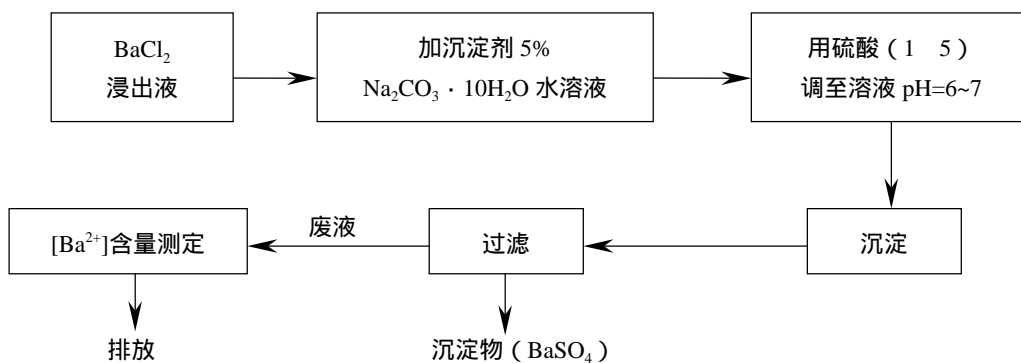 BaCl₂
浸出液
加沉淀剂 5%
Na₂CO₃ · 10H₂O 水溶液
用硫酸（1 5）
调至溶液 pH=6~7
[Ba²⁺]含量测定
废液
过滤
沉淀
排放
沉淀物（BaSO₄）